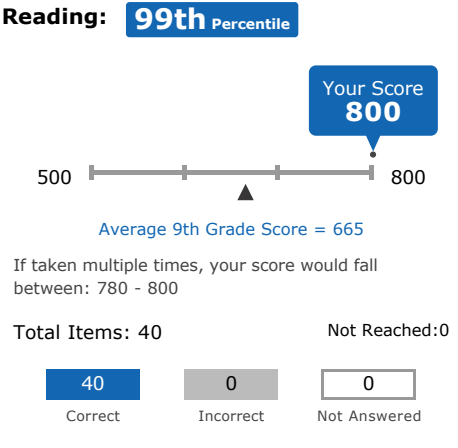 Reading: 99th Percentile
Your Score
800
500 800
Average 9th Grade Score = 665
If taken multiple times, your score would fall
between: 780 - 800
Total Items: 40 Not Reached:0
40 0 0
Correct Incorrect Not Answered